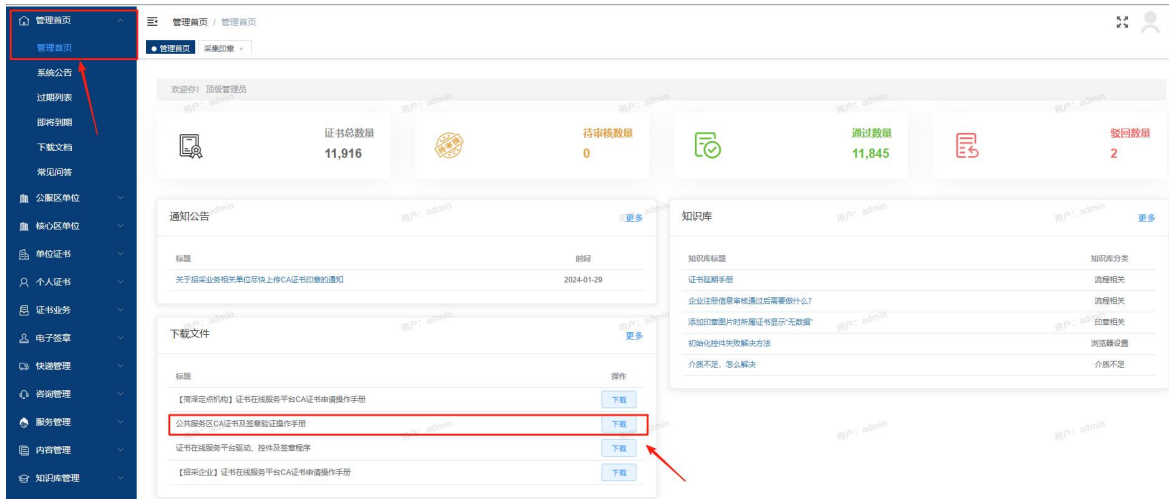 管理首页
管理首页
系统公告
过期列表
即将到期
下载文档
常见问答
公服区单位
核心区单位
单位证书
个人证书
证书业务
电子签章
快递管理
咨询管理
服务管理
内容管理
知识库管理
管理首页 / 管理首页
管理首页 采集印章 ×
欢迎你! 顶级管理员
证书总数量 待审核数量 通过数量 驳回数量
11,916 0 11,845 2
通知公告 更多
标题 时间
关于招采业务相关单位尽快上传CA证书印章的通知 2024-01-29
下载文件 更多
标题 操作
【菏泽定点机构】证书在线服务平台CA证书申请操作手册 下载
公共服务区CA证书及签章验证操作手册 下载
证书在线服务平台驱动、控件及签章程序 下载
【招采企业】证书在线服务平台CA证书申请操作手册 下载
知识库 更多
知识库标题 知识库分类
证书延期手册 流程相关
企业注册信息审核通过后需要做什么? 流程相关
添加印章图片时所属证书显示“无数据” 印章相关
初始化控件失败解决方法 浏览器设置
介质不足，怎么解决 介质不足
用户：admin